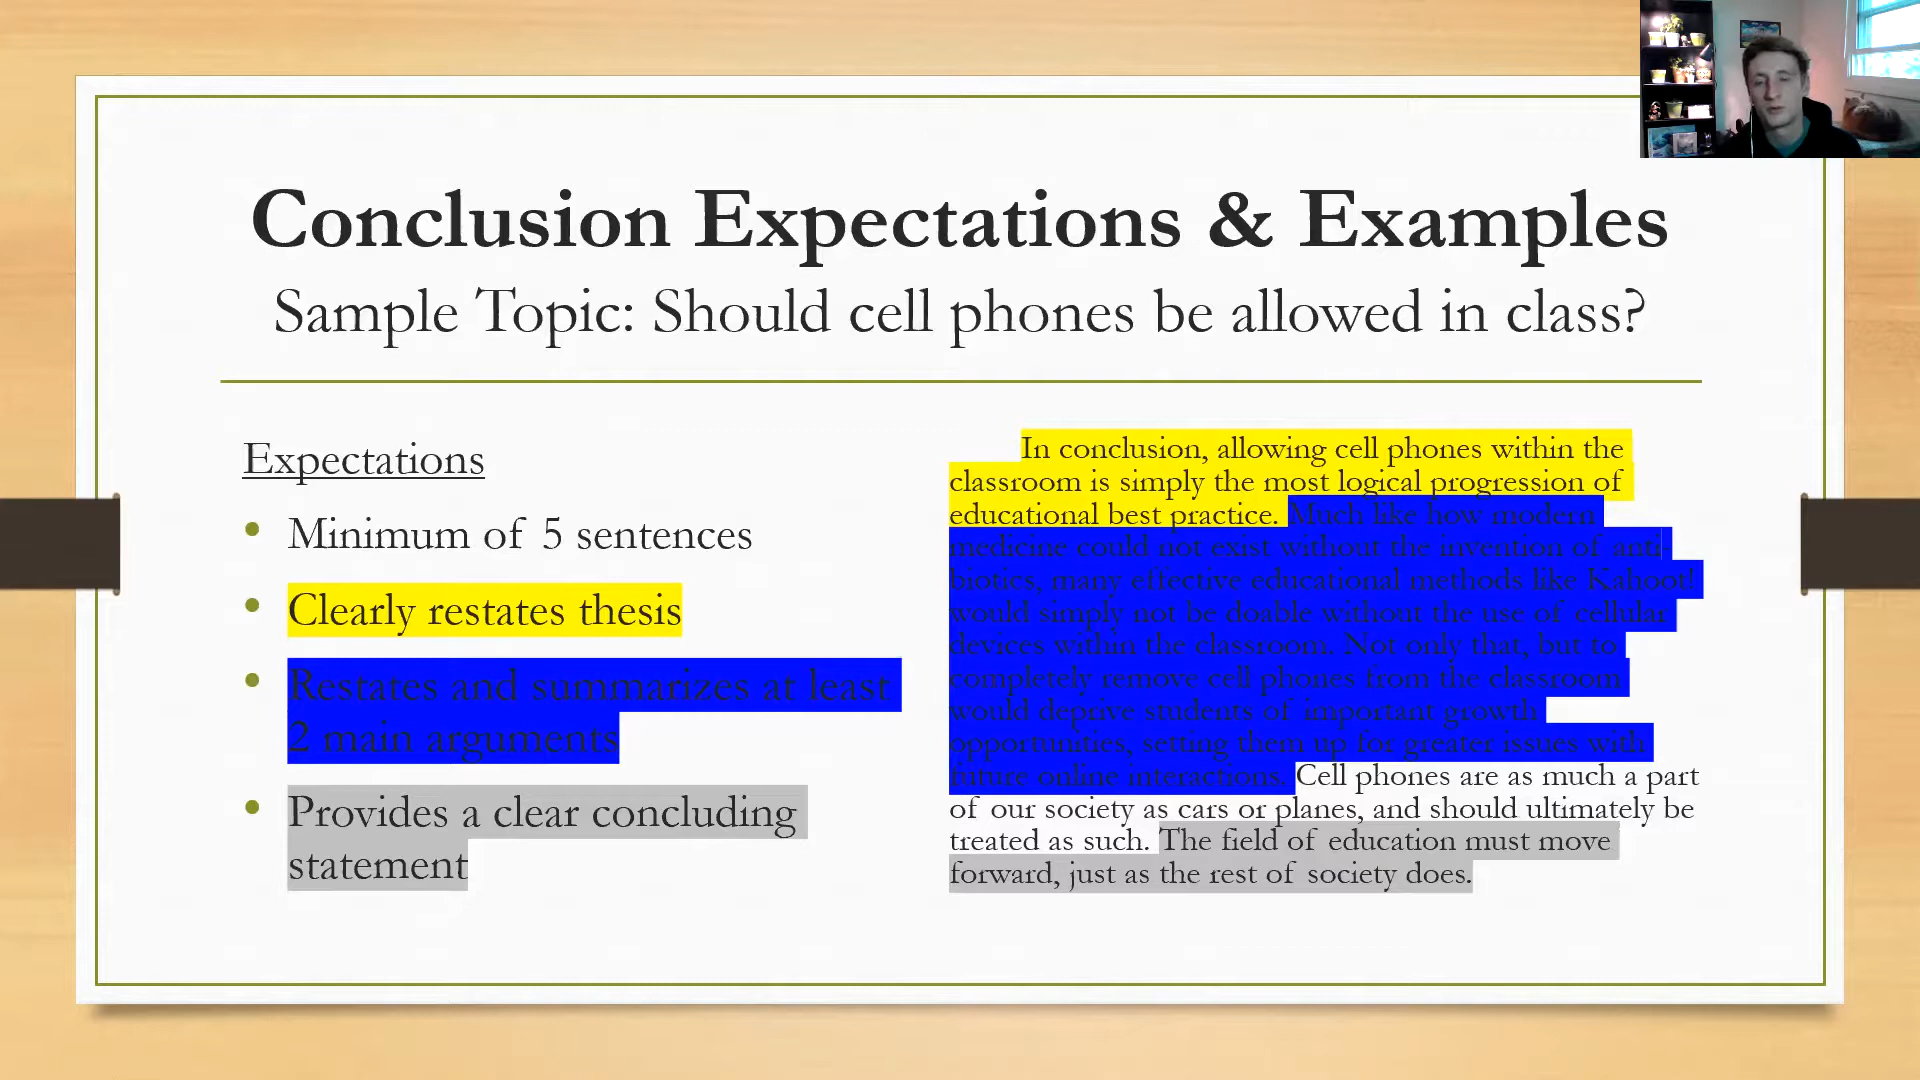 Conclusion Expectations & Examples
Sample Topic: Should cell phones be allowed in class?
Expectations
• Minimum of 5 sentences
• Clearly restates thesis
• Restates and summarizes at least
2 main arguments
• Provides a clear concluding
statement
In conclusion, allowing cell phones within the
classroom is simply the most logical progression of
educational best practice. Much like how modern
medicine could not exist without the invention of anti-
biotics, many effective educational methods like Kahoot!
would simply not be doable without the use of cellular
devices within the classroom. Not only that, but to
completely remove cell phones from the classroom
would deprive students of important growth
opportunities, setting them up for greater issues with
future online interactions. Cell phones are as much a part
of our society as cars or planes, and should ultimately be
treated as such. The field of education must move
forward, just as the rest of society does.